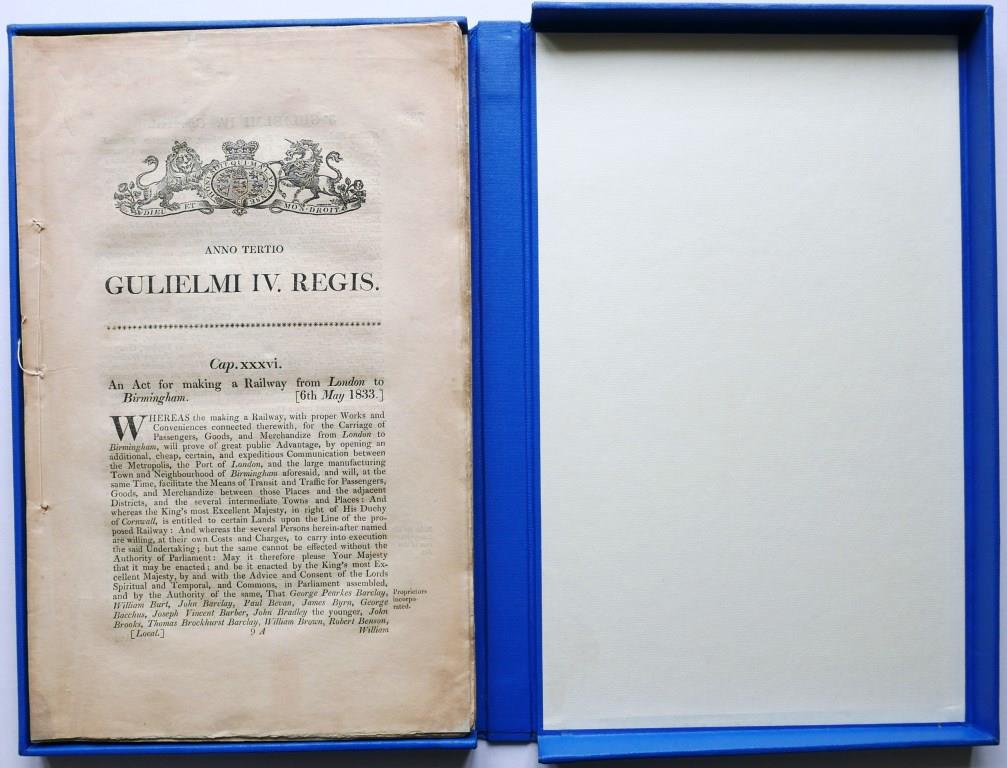 DIEU ET MON DROIT
ANNO TERTIO
GULIELMI IV. REGIS.
Cap. xxxvi.
An Act for making a Railway from London to
Birmingham. [6th May 1833.]
WHEREAS the making a Railway, with proper Works and
Conveniences connected therewith, for the Carriage of
Passengers, Goods, and Merchandize from London to
Birmingham, will prove of great public Advantage, by opening an
additional, cheap, certain, and expeditious Communication between
the Metropolis, the Port of London, and the large manufacturing
Town and Neighbourhood of Birmingham aforesaid, and will, at the
same Time, facilitate the Means of Transit and Traffic for Passengers,
Goods, and Merchandize between those Places and the adjacent
Districts, and the several intermediate Towns and Places: And
whereas the King's most Excellent Majesty, in right of His Duchy
of Cornwall, is entitled to certain Lands upon the Line of the pro-
posed Railway: And whereas the several Persons herein-after named
are willing, at their own Costs and Charges, to carry into execution
the said Undertaking; but the same cannot be effected without the
Authority of Parliament: May it therefore please Your Majesty
that it may be enacted; and be it enacted by the King's most Ex-
cellent Majesty, by and with the Advice and Consent of the Lords
Spiritual and Temporal, and Commons, in Parliament assembled,
and by the Authority of the same, That George Pearkes Barclay,
William Burt, John Barclay, Paul Bevan, James Byrn, George
Bacchus, Joseph Vincent Barber, John Bradley the younger, John
Brooks, Thomas Brockhurst Barclay, William Brown, Robert Benson,
[Local.] 9 A William
Proprietors
incorpo-
rated.